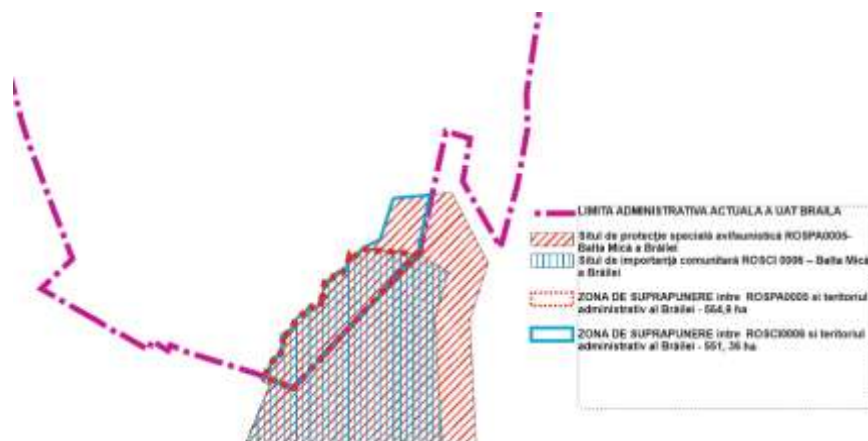 LIMITA ADMINISTRATIVA ACTUALA A UAT BRAILA
Situl de protecție specială avifaunistică ROSPA0005-
Balta Mică a Brăilei
Situl de importanță comunitară ROSCI 0006 – Balta Mică
a Brăilei
ZONA DE SUPRAPUNERE intre ROSPA0005 si teritoriul
administrativ al Brăilei - 564,9 ha
ZONA DE SUPRAPUNERE intre ROSCI0006 si teritoriul
administrativ al Brăilei - 551, 36 ha